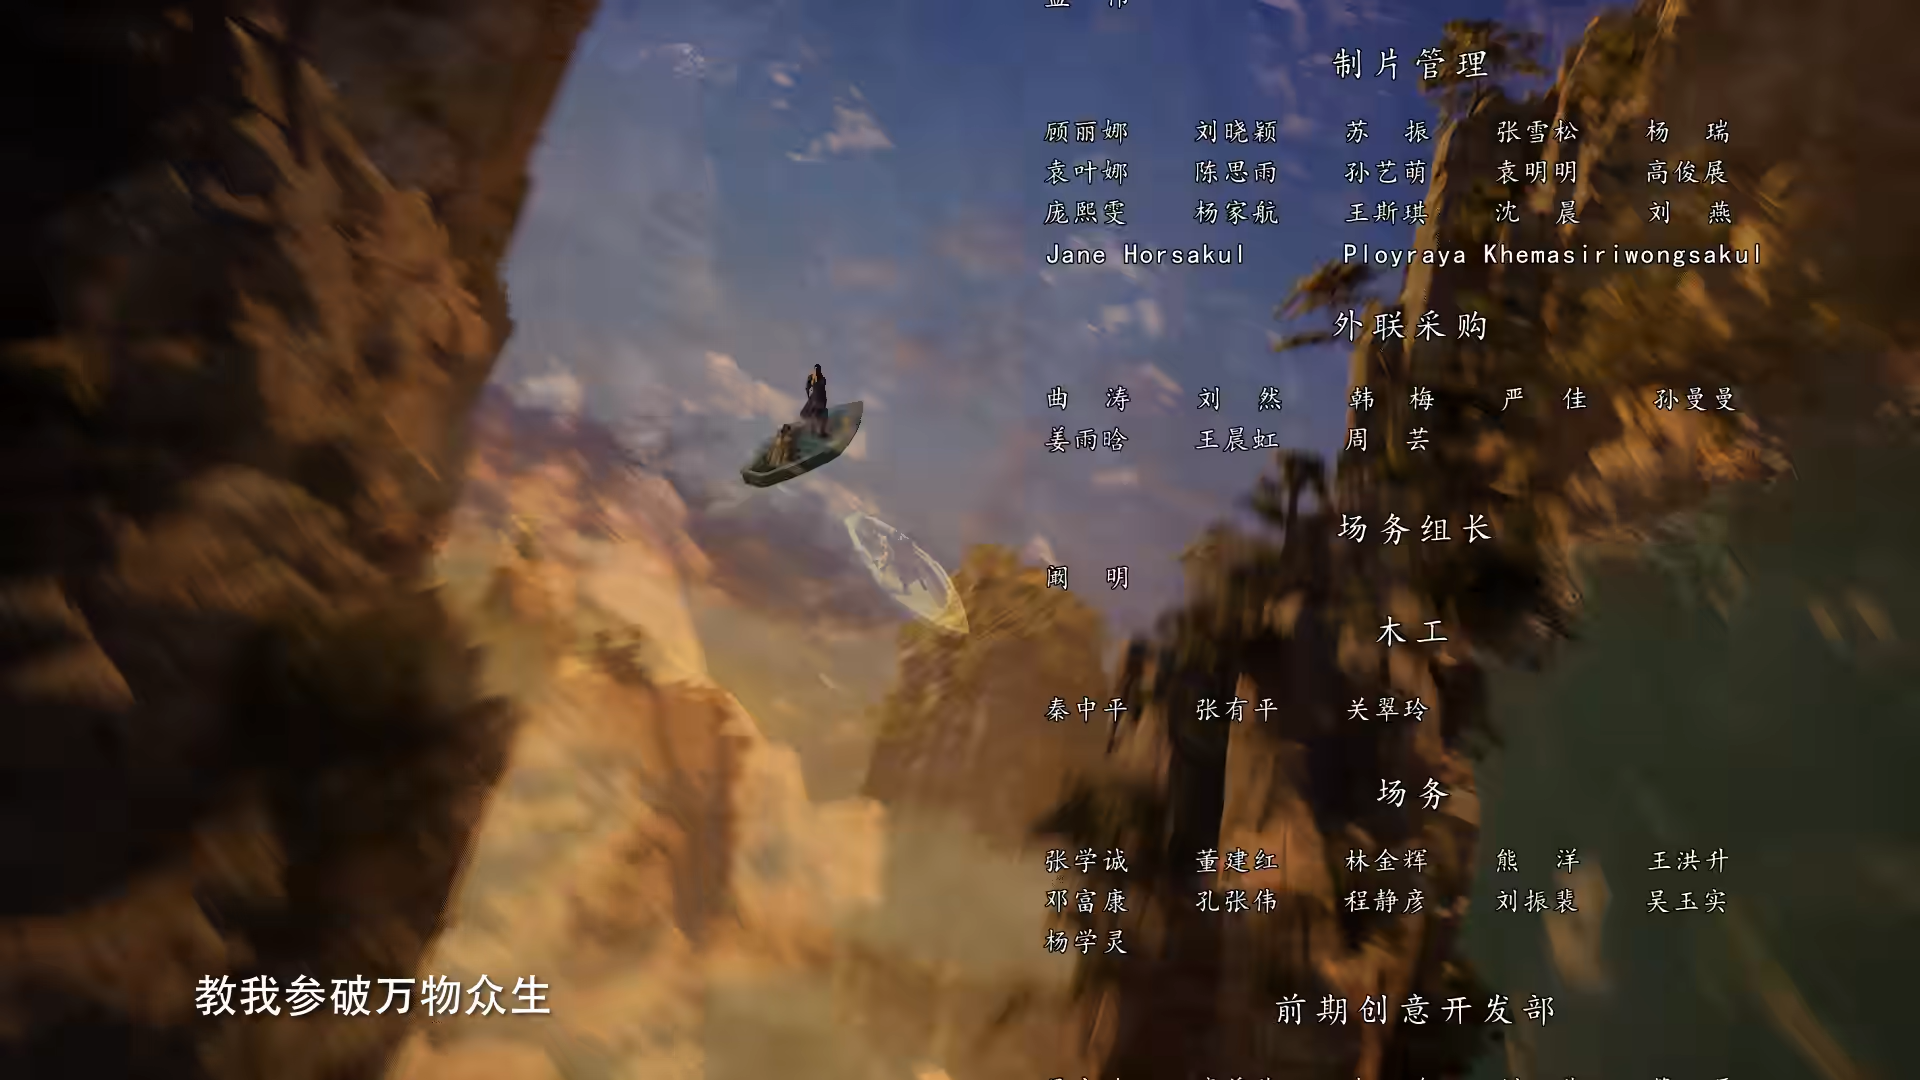 制片管理
顾丽娜 刘晓颖 苏振 张雪松 杨瑞
袁叶娜 陈思雨 孙艺萌 袁明明 高俊展
庞熙雯 杨家航 王斯琪 沈晨 刘燕
Jane Horsakul Ployraya Khemasiriwongsakul
外联采购
曲涛 刘然 韩梅 严佳 孙曼曼
姜雨晗 王晨虹 周芸
场务组长
阚明
木工
秦中平 张有平 关翠玲
场务
张学诚 董建红 林金辉 熊洋 王洪升
邓富康 孔张伟 程静彦 刘振裴 吴玉实
杨学灵
教我参破万物众生
前期创意开发部